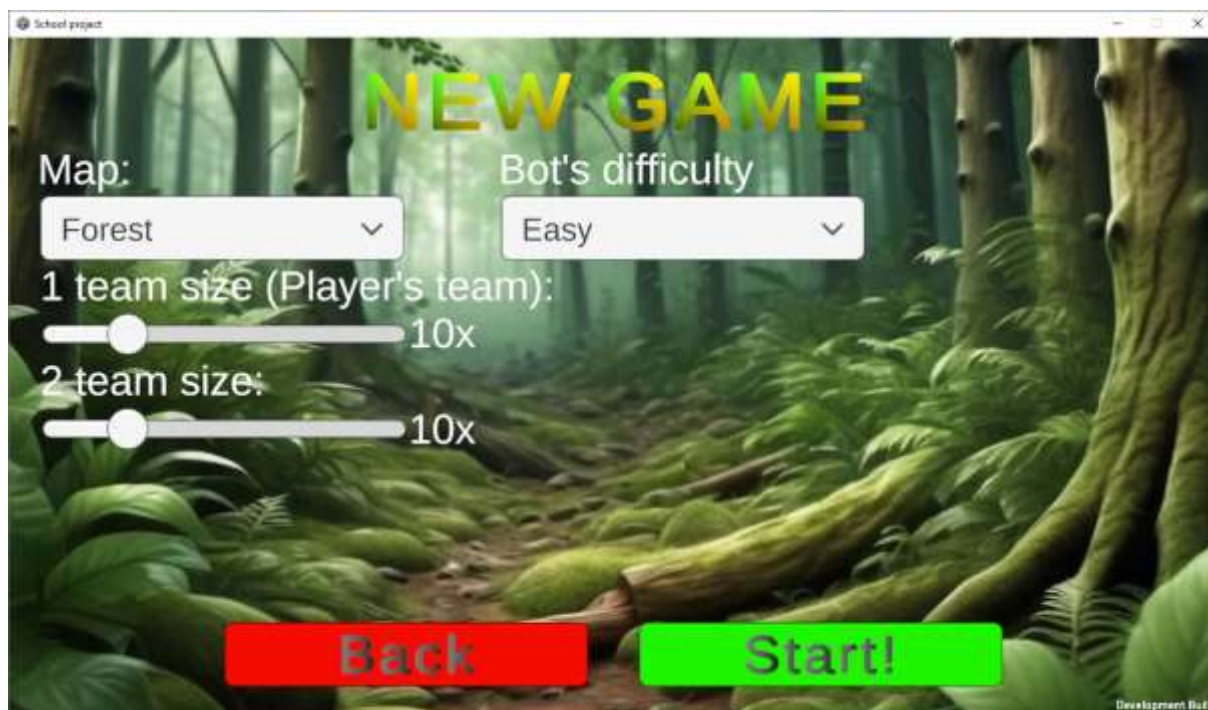 School project
NEW GAME
Map:
Bot's difficulty
Forest
Easy
1 team size (Player's team):
10x
2 team size:
10x
Back
Start!
Development Buil